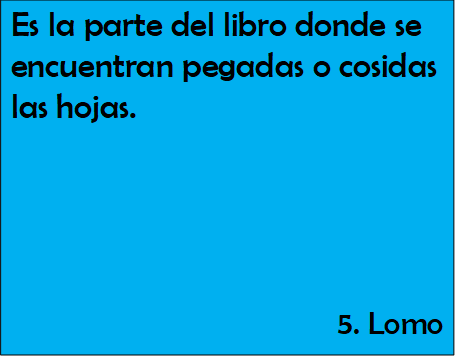 Es la parte del libro donde se
encuentran pegadas o cosidas
las hojas.
5. Lomo